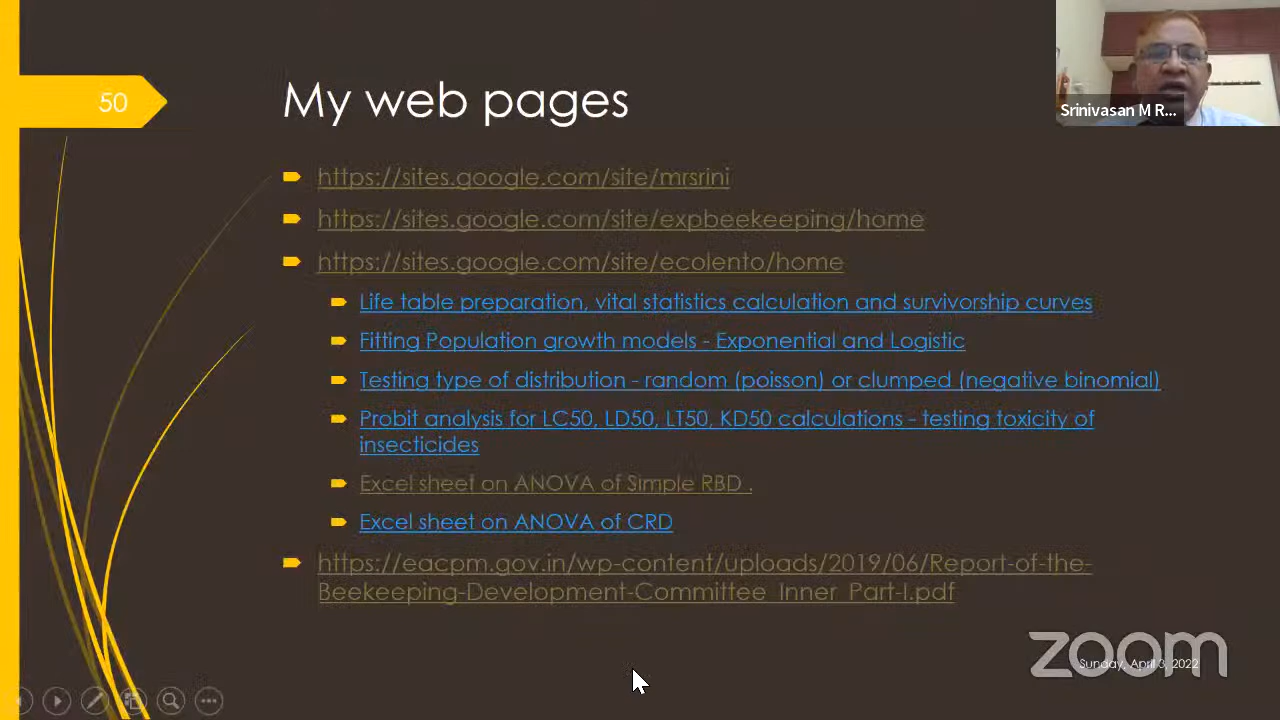 50
My web pages
Srinivasan M R...
https://sites.google.com/site/mrsrini
https://sites.google.com/site/expbeekeeping/home
https://sites.google.com/site/ecolento/home
Life table preparation, vital statistics calculation and survivorship curves
Fitting Population growth models - Exponential and Logistic
Testing type of distribution - random (poisson) or clumped (negative binomial)
Probit analysis for LC50, LD50, LT50, KD50 calculations - testing toxicity of
insecticides
Excel sheet on ANOVA of Simple RBD .
Excel sheet on ANOVA of CRD
https://eacpm.gov.in/wp-content/uploads/2019/06/Report-of-the-
Beekeeping-Development-Committee_Inner_Part-I.pdf
zoom
Sunday, April 3, 2022